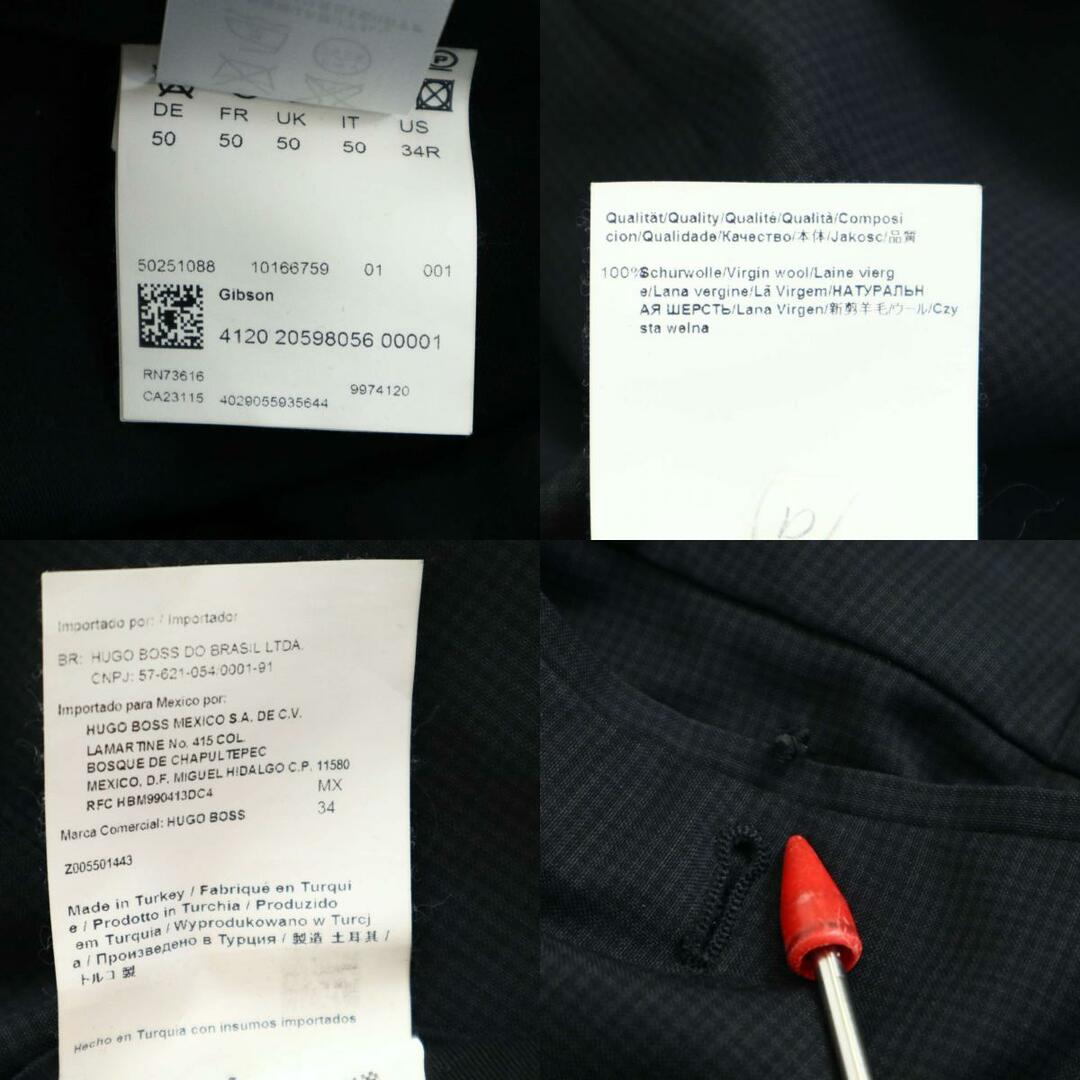 DE FR UK IT US
50 50 50 50 34R
50251088 10166759 01 001
Gibson
4120 20598056 00001
RN73616
CA23115 4029055935644 9974120
Qualität/Quality/Qualité/Qualità/Composi
cion/Qualidade/Качество/本体/Jakosc/品質
100% Schurwolle/Virgin wool/Laine vierg
e/Lana vergine/Lã Virgem/НАТУРАЛЬН
АЯ ШЕРСТЬ/Lana Virgen/新剪羊毛/ウール/Czy
sta welna
Importado por: / Importador
BR: HUGO BOSS DO BRASIL LTDA.
CNPJ: 57-621-054/0001-91
Importado para Mexico por:
HUGO BOSS MEXICO S.A. DE C.V.
LAMARTINE No. 415 COL.
BOSQUE DE CHAPULTEPEC
MEXICO, D.F. MIGUEL HIDALGO C.P. 11580
RFC HBM990413DC4 MX
Marca Comercial: HUGO BOSS 34
Z005501443
Made in Turkey / Fabriqué en Turqui
e / Prodotto in Turchia / Produzido
em Turquia / Wyprodukowano w Turcj
a / Произведено в Турция / 製造 土耳其 /
トルコ製
Hecho en Turquia con insumos importados